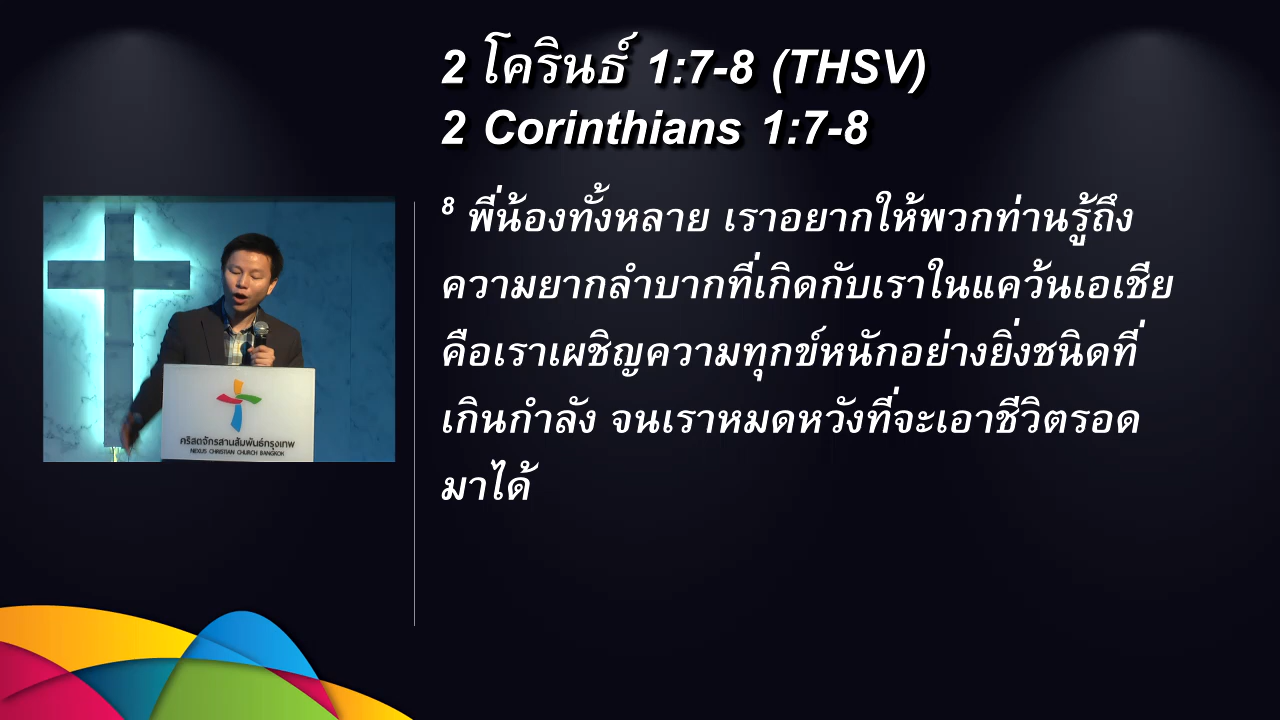 2 โครินธ์ 1:7-8 (THSV)
2 Corinthians 1:7-8
8 พี่น้องทั้งหลาย เราอยากให้พวกท่านรู้ถึง
ความยากลำบากที่เกิดกับเราในแคว้นเอเชีย
คือเราเผชิญความทุกข์หนักอย่างยิ่งชนิดที่
เกินกำลัง จนเราหมดหวังที่จะเอาชีวิตรอด
มาได้
คริสตจักรสานสัมพันธ์กรุงเทพ
NEXUS CHRISTIAN CHURCH BANGKOK